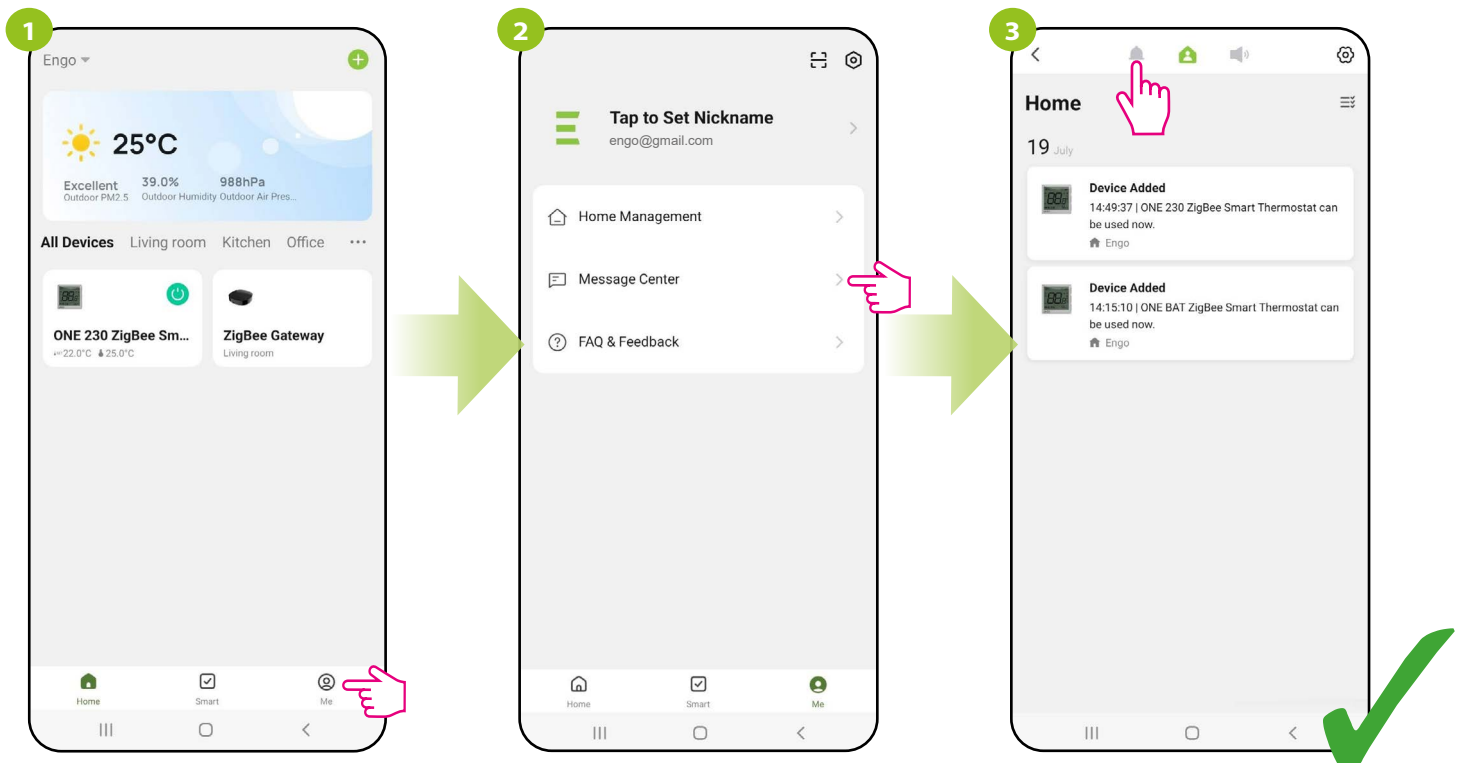 1
Engo
25°C
Excellent 39.0% 988hPa
Outdoor PM2.5 Outdoor Humidity Outdoor Air Pres...
All Devices Living room Kitchen Office
ONE 230 ZigBee Sm...
22.0°C 25.0°C
ZigBee Gateway
Living room
Home Smart Me
2
Tap to Set Nickname
engo@gmail.com
Home Management
Message Center
FAQ & Feedback
Home Smart Me
3
Home
19 July
Device Added
14:49:37 | ONE 230 ZigBee Smart Thermostat can
be used now.
Engo
Device Added
14:15:10 | ONE BAT ZigBee Smart Thermostat can
be used now.
Engo